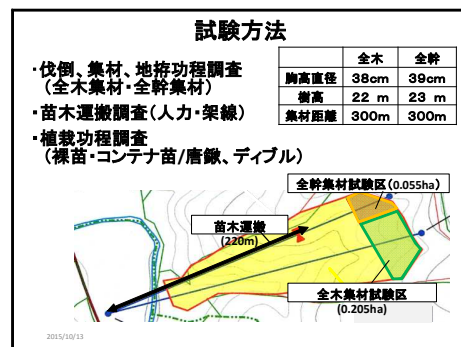 試験方法
・伐倒、集材、地拵功程調査
(全木集材・全幹集材)
・苗木運搬調査(人力・架線)
・植栽功程調査
(裸苗・コンテナ苗/唐鍬、ディブル)
全木 全幹
胸高直径 38cm 39cm
樹高 22 m 23 m
集材距離 300m 300m
全幹集材試験区(0.055ha)
苗木運搬
(220m)
全木集材試験区
(0.205ha)
2015/10/13